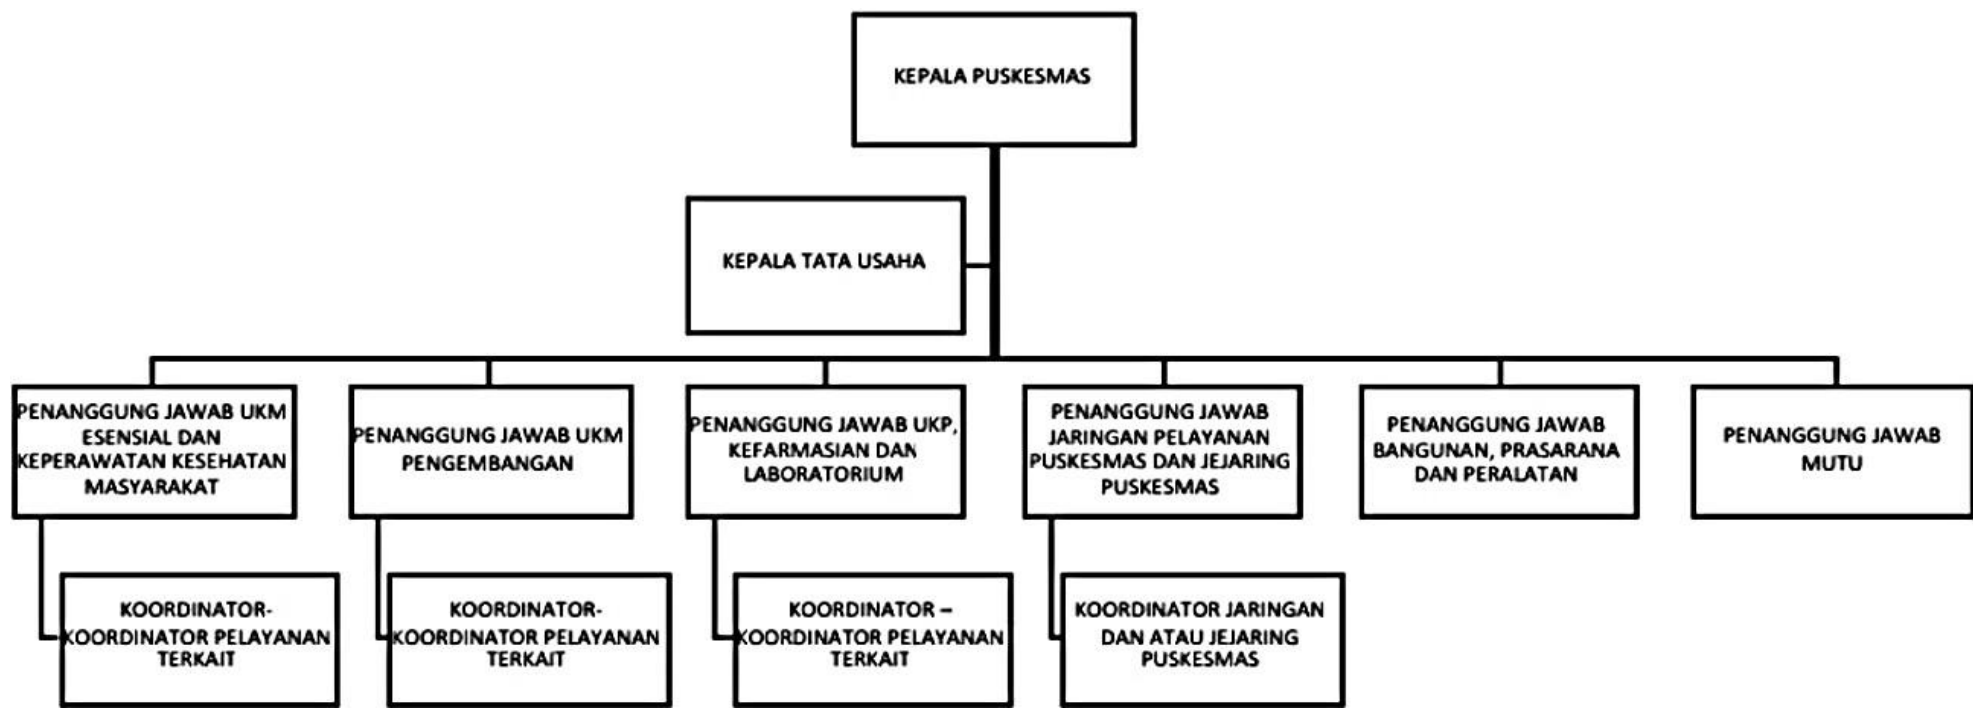 KEPALA PUSKESMAS
KEPALA TATA USAHA
PENANGGUNG JAWAB UKM
ESENSIAL DAN
KEPERAWATAN KESEHATAN
MASYARAKAT
PENANGGUNG JAWAB UKM
PENGEMBANGAN
PENANGGUNG JAWAB UKP,
KEFARMASIAN DAN
LABORATORIUM
PENANGGUNG JAWAB
JARINGAN PELAYANAN
PUSKESMAS DAN JEJARING
PUSKESMAS
PENANGGUNG JAWAB
BANGUNAN, PRASARANA
DAN PERALATAN
PENANGGUNG JAWAB
MUTU
KOORDINATOR-
KOORDINATOR PELAYANAN
TERKAIT
KOORDINATOR-
KOORDINATOR PELAYANAN
TERKAIT
KOORDINATOR –
KOORDINATOR PELAYANAN
TERKAIT
KOORDINATOR JARINGAN
DAN ATAU JEJARING
PUSKESMAS